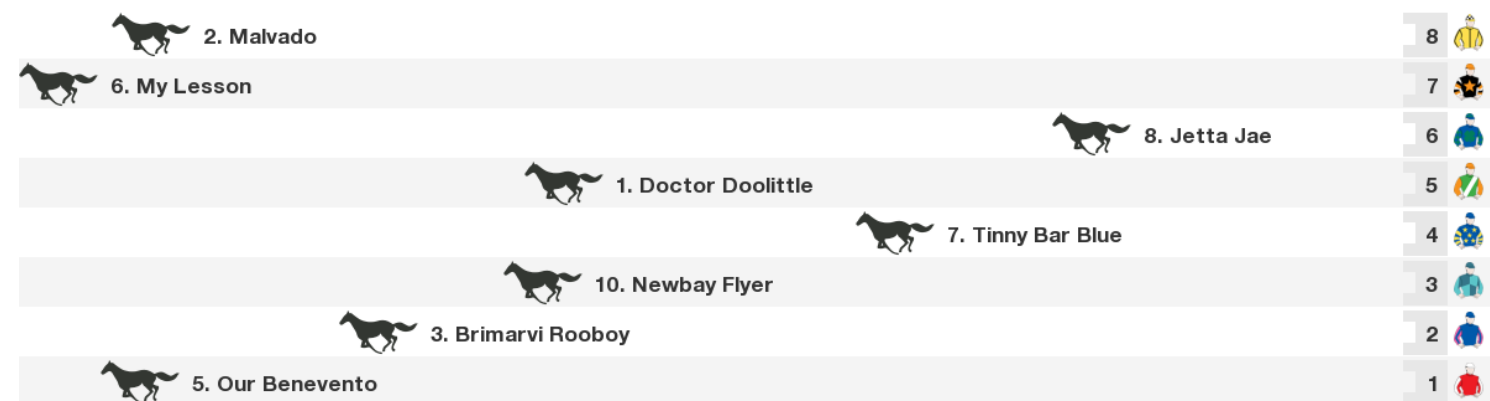 2. Malvado 8
6. My Lesson 7
8. Jetta Jae 6
1. Doctor Doolittle 5
7. Tinny Bar Blue 4
10. Newbay Flyer 3
3. Brimarvi Rooboy 2
5. Our Benevento 1